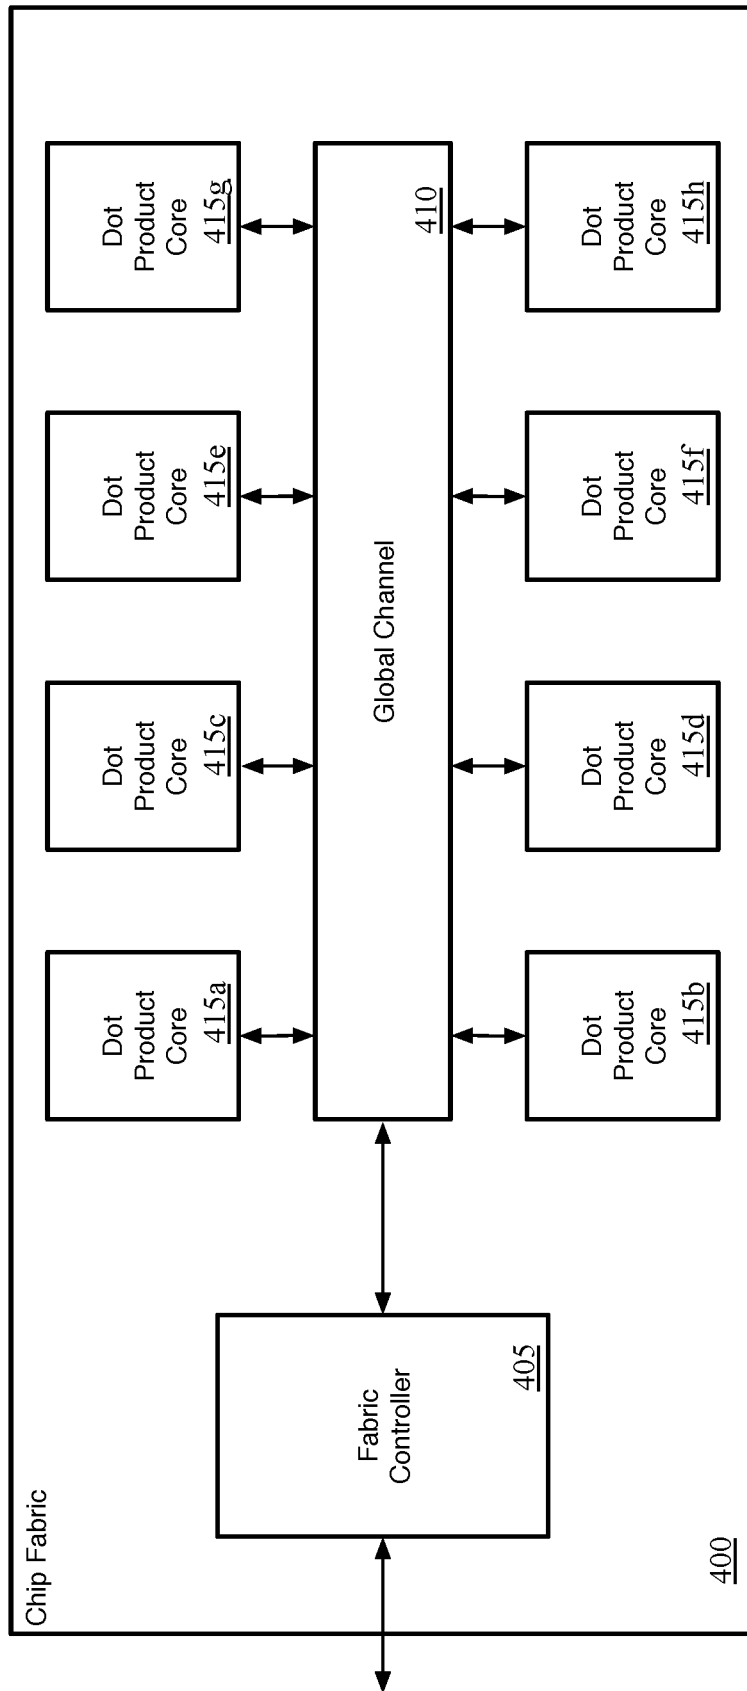 Chip Fabric
Dot
Product
Core
415a
Dot
Product
Core
415c
Dot
Product
Core
415e
Dot
Product
Core
415g
Fabric
Controller
405
Global Channel
410
Dot
Product
Core
415b
Dot
Product
Core
415d
Dot
Product
Core
415f
Dot
Product
Core
415h
400